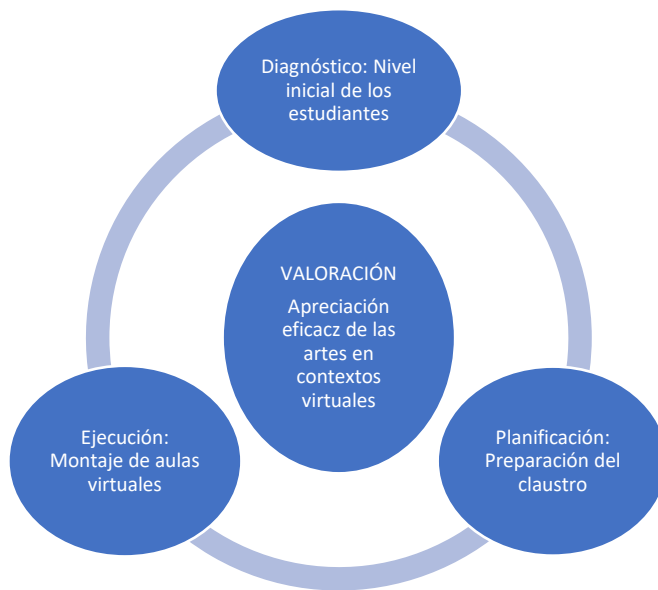 Diagnóstico: Nivel
inicial de los
estudiantes
VALORACIÓN
Apreciación
eficacz de las
artes en
contextos
virtuales
Ejecución:
Montaje de aulas
virtuales
Planificación:
Preparación del
claustro